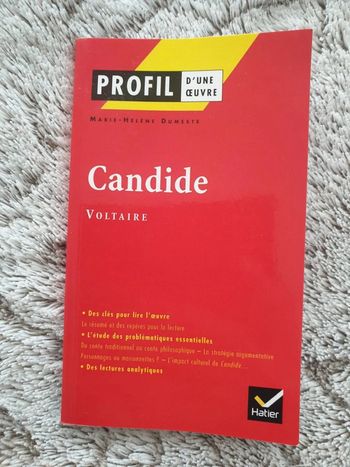 PROFIL D'UNE ŒUVRE
MARIE-HÉLÈNE DUMESTE
Candide
VOLTAIRE
• Des clés pour lire l'œuvre
Le résumé et des repères pour la lecture
• L'étude des problématiques essentielles
Du conte traditionnel au conte philosophique – La stratégie argumentative
Personnages ou marionnettes ? – L'impact culturel de Candide...
• Des lectures analytiques
Hatier